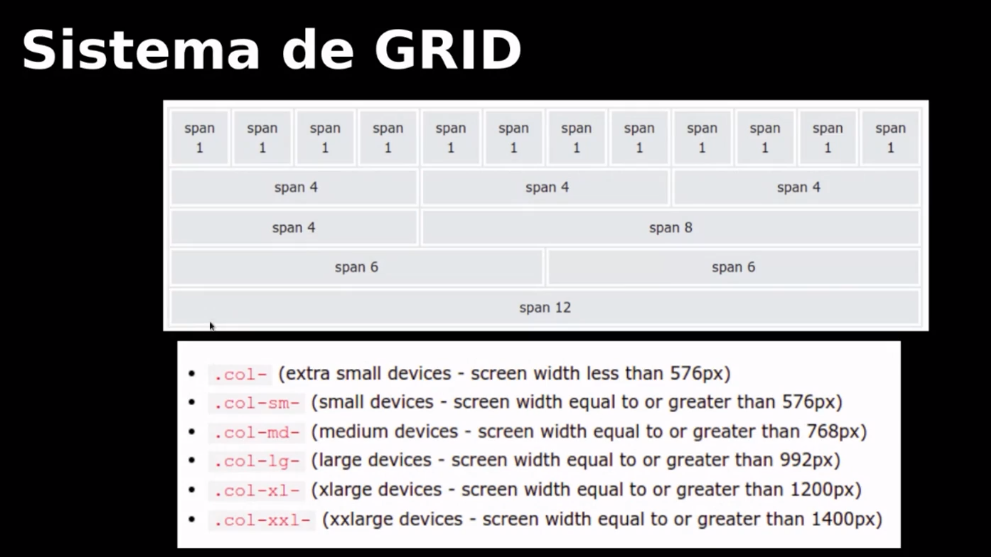 Sistema de GRID
span span span span span span span span span span span span
1 1 1 1 1 1 1 1 1 1 1 1
span 4 span 4 span 4
span 4 span 8
span 6 span 6
span 12
• .col- (extra small devices - screen width less than 576px)
• .col-sm- (small devices - screen width equal to or greater than 576px)
• .col-md- (medium devices - screen width equal to or greater than 768px)
• .col-lg- (large devices - screen width equal to or greater than 992px)
• .col-xl- (xlarge devices - screen width equal to or greater than 1200px)
• .col-xxl- (xxlarge devices - screen width equal to or greater than 1400px)